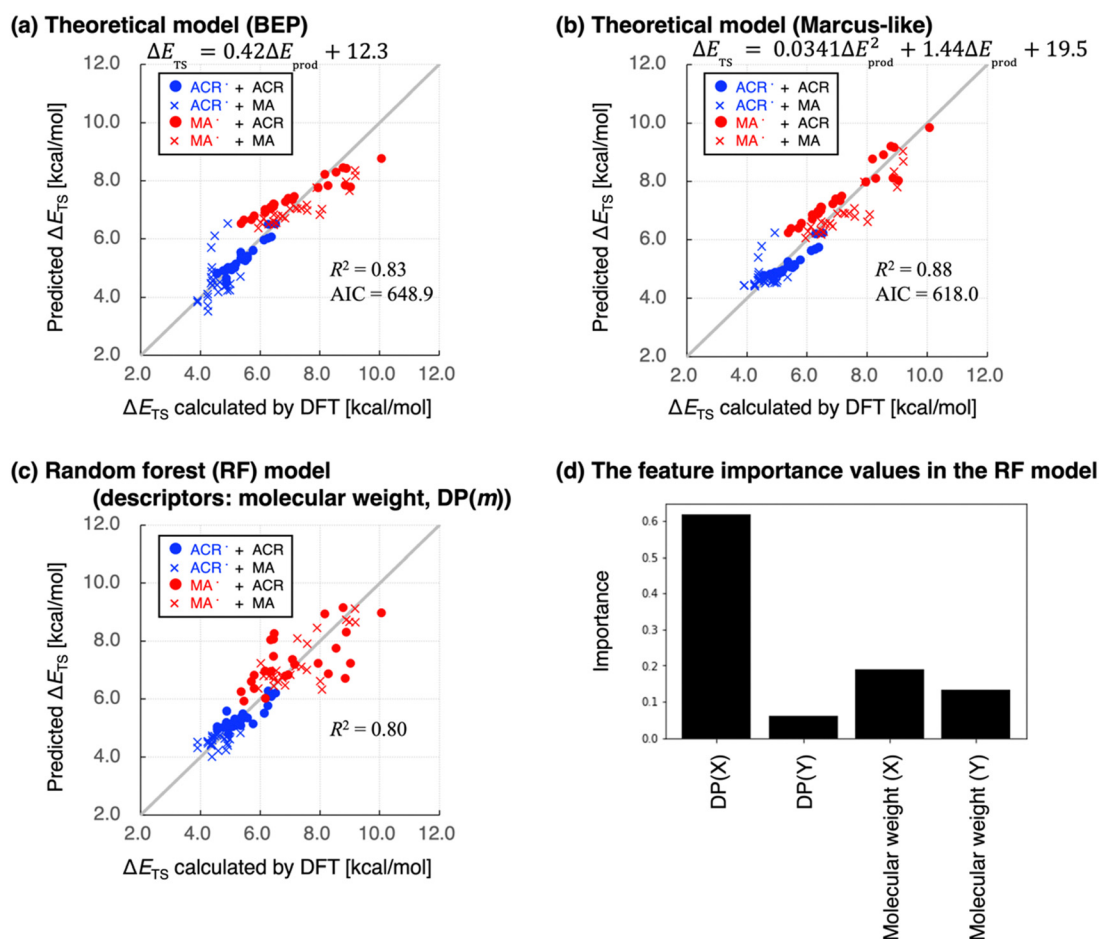 (a) Theoretical model (BEP)
ΔE_TS = 0.42ΔE_prod + 12.3
12.0
10.0
8.0
6.0
4.0
2.0
Predicted ΔE_TS [kcal/mol]
ACR· + ACR
ACR· + MA
MA· + ACR
MA· + MA
R² = 0.83
AIC = 648.9
2.0 4.0 6.0 8.0 10.0 12.0
ΔE_TS calculated by DFT [kcal/mol]
(b) Theoretical model (Marcus-like)
ΔE_TS = 0.0341ΔE²_prod + 1.44ΔE_prod + 19.5
12.0
10.0
8.0
6.0
4.0
2.0
Predicted ΔE_TS [kcal/mol]
ACR· + ACR
ACR· + MA
MA· + ACR
MA· + MA
R² = 0.88
AIC = 618.0
2.0 4.0 6.0 8.0 10.0 12.0
ΔE_TS calculated by DFT [kcal/mol]
(c) Random forest (RF) model
(descriptors: molecular weight, DP(m))
12.0
10.0
8.0
6.0
4.0
2.0
Predicted ΔE_TS [kcal/mol]
ACR· + ACR
ACR· + MA
MA· + ACR
MA· + MA
R² = 0.80
2.0 4.0 6.0 8.0 10.0 12.0
ΔE_TS calculated by DFT [kcal/mol]
(d) The feature importance values in the RF model
0.6
0.5
0.4
0.3
0.2
0.1
0.0
Importance
DP(X)
DP(Y)
Molecular weight (X)
Molecular weight (Y)